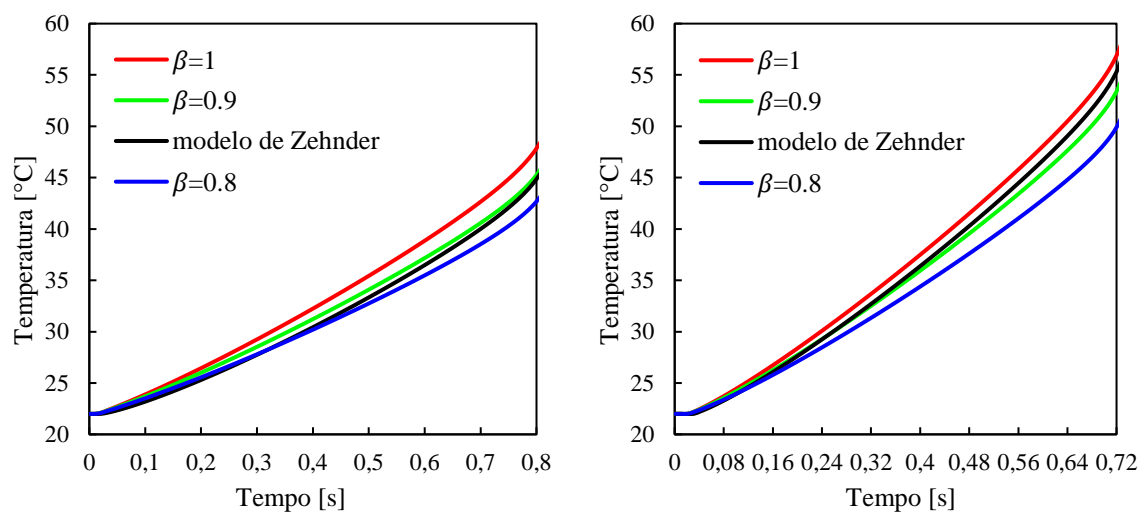 60
55
50
45
40
35
30
25
20
Temperatura [°C]
β=1
β=0.9
modelo de Zehnder
β=0.8
0 0,1 0,2 0,3 0,4 0,5 0,6 0,7 0,8
Tempo [s]
60
55
50
45
40
35
30
25
20
Temperatura [°C]
β=1
β=0.9
modelo de Zehnder
β=0.8
0 0,08 0,16 0,24 0,32 0,4 0,48 0,56 0,64 0,72
Tempo [s]